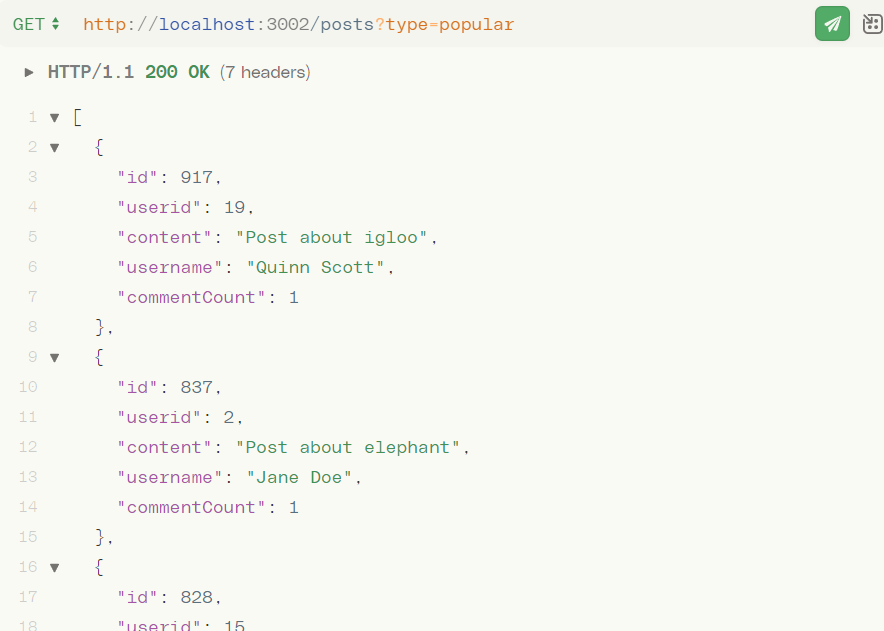 GET http://localhost:3002/posts?type=popular
HTTP/1.1 200 OK (7 headers)
1 [
2 {
3 "id": 917,
4 "userid": 19,
5 "content": "Post about igloo",
6 "username": "Quinn Scott",
7 "commentCount": 1
8 },
9 {
10 "id": 837,
11 "userid": 2,
12 "content": "Post about elephant",
13 "username": "Jane Doe",
14 "commentCount": 1
15 },
16 {
17 "id": 828,
18 "userid": 15